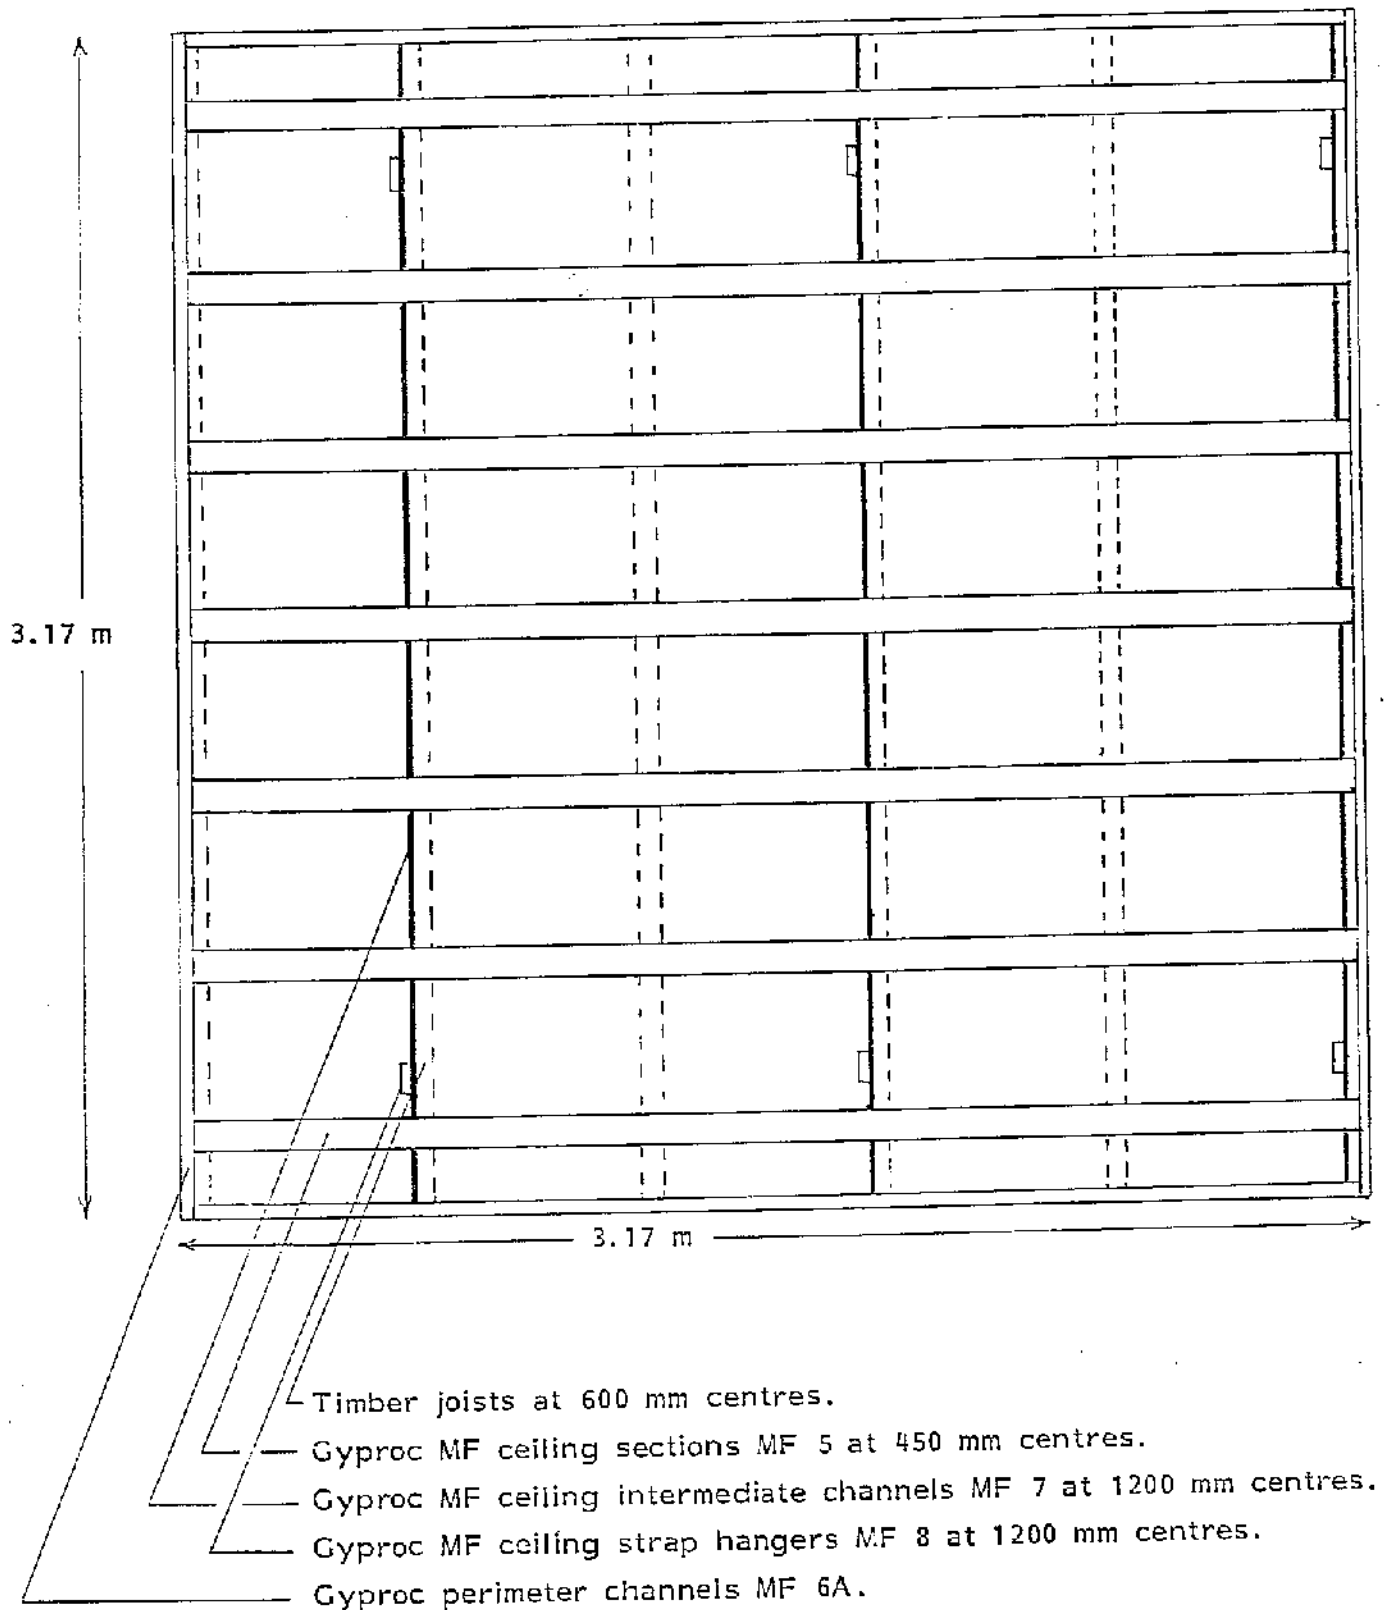 3.17 m
3.17 m
Timber joists at 600 mm centres.
Gyproc MF ceiling sections MF 5 at 450 mm centres.
Gyproc MF ceiling intermediate channels MF 7 at 1200 mm centres.
Gyproc MF ceiling strap hangers MF 8 at 1200 mm centres.
Gyproc perimeter channels MF 6A.